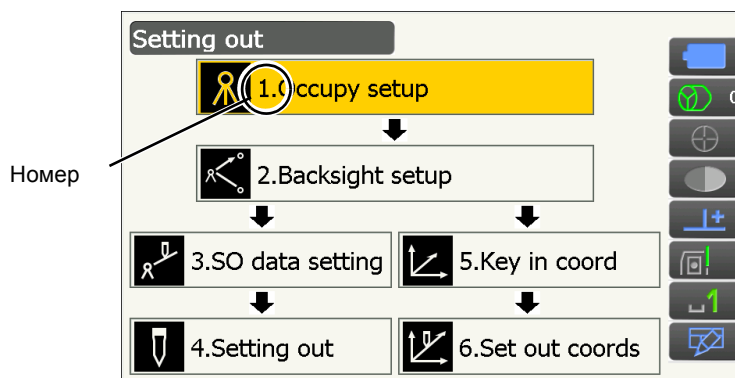 Setting out
1.Occupy setup
Номер
2.Backsight setup
3.SO data setting
5.Key in coord
4.Setting out
6.Set out coords